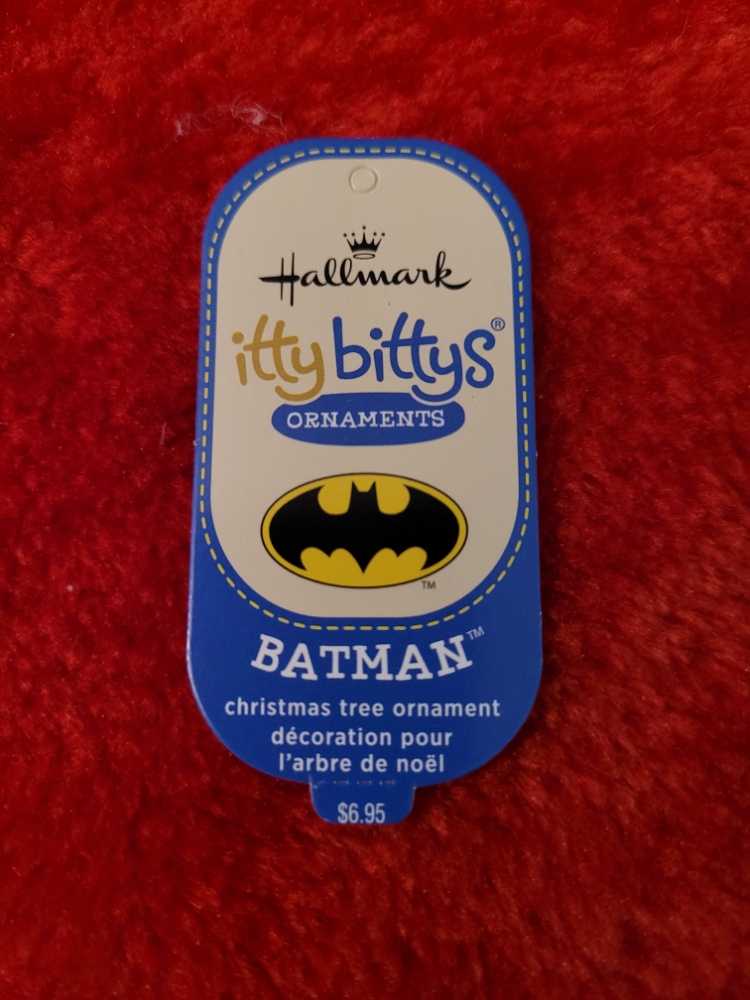 Hallmark
itty bittys®
ORNAMENTS
TM
BATMAN™
christmas tree ornament
décoration pour
l'arbre de noël
$6.95